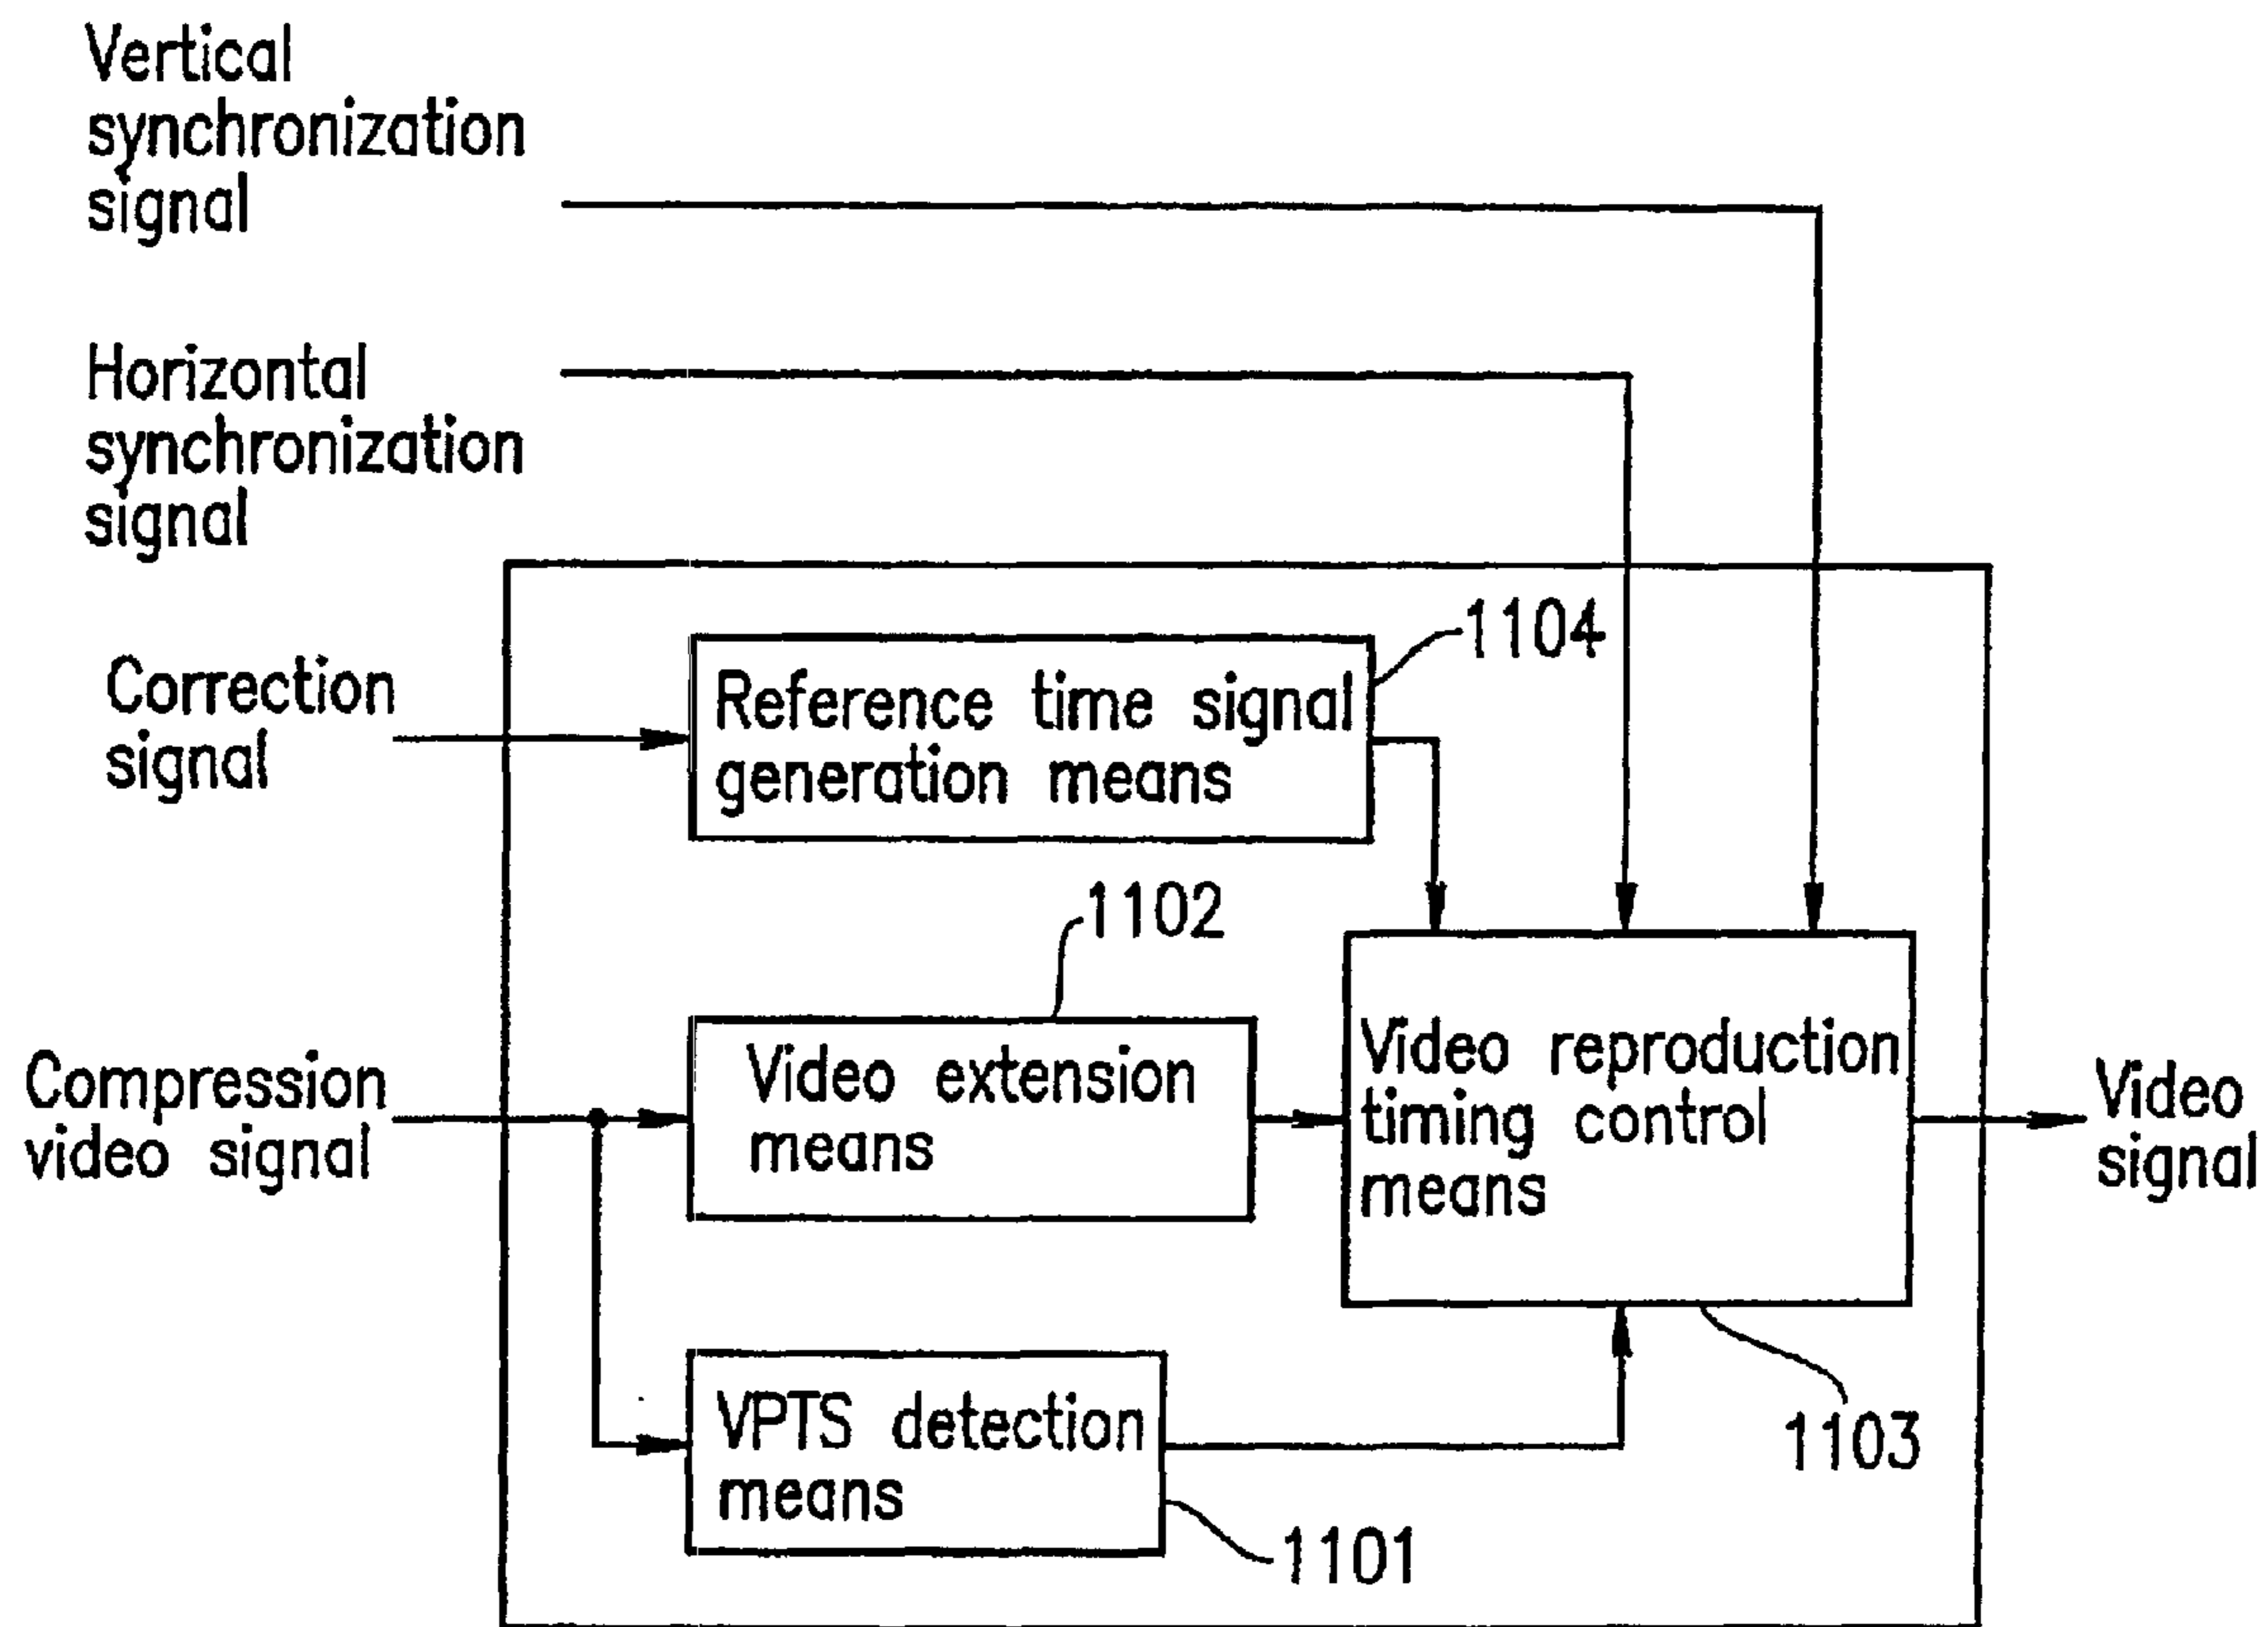 Vertical
synchronization
signal
Horizontal
synchronization
signal
Correction
signal
Reference time signal
generation means
1104
1102
Compression
video signal
Video extension
means
Video reproduction
timing control
means
Video
signal
VPTS detection
means
1103
1101